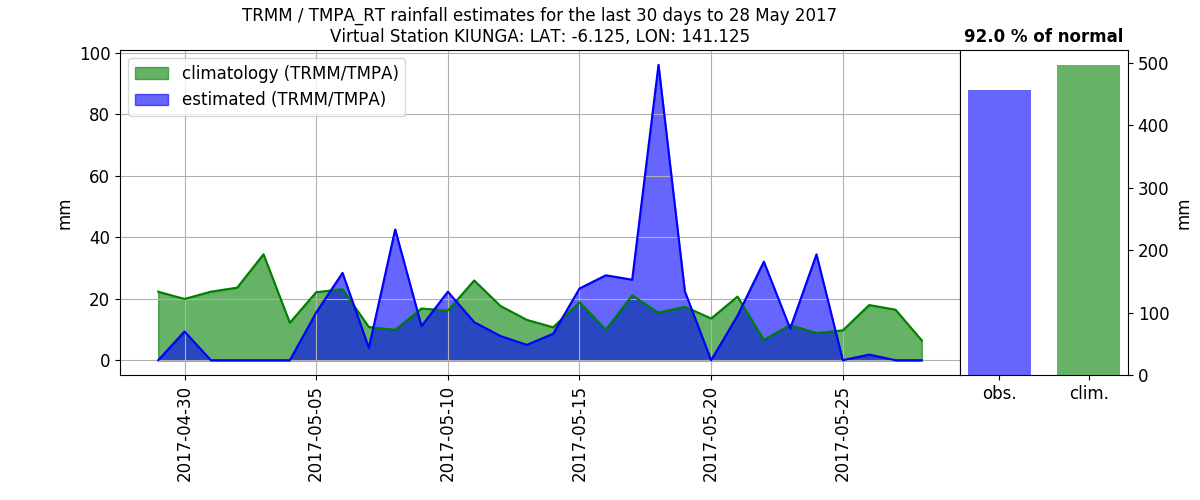 TRMM / TMPA_RT rainfall estimates for the last 30 days to 28 May 2017
Virtual Station KIUNGA: LAT: -6.125, LON: 141.125
92.0 % of normal
climatology (TRMM/TMPA)
estimated (TRMM/TMPA)
100
80
60
40
20
0
mm
2017-04-30
2017-05-05
2017-05-10
2017-05-15
2017-05-20
2017-05-25
500
400
300
200
100
0
mm
obs.
clim.